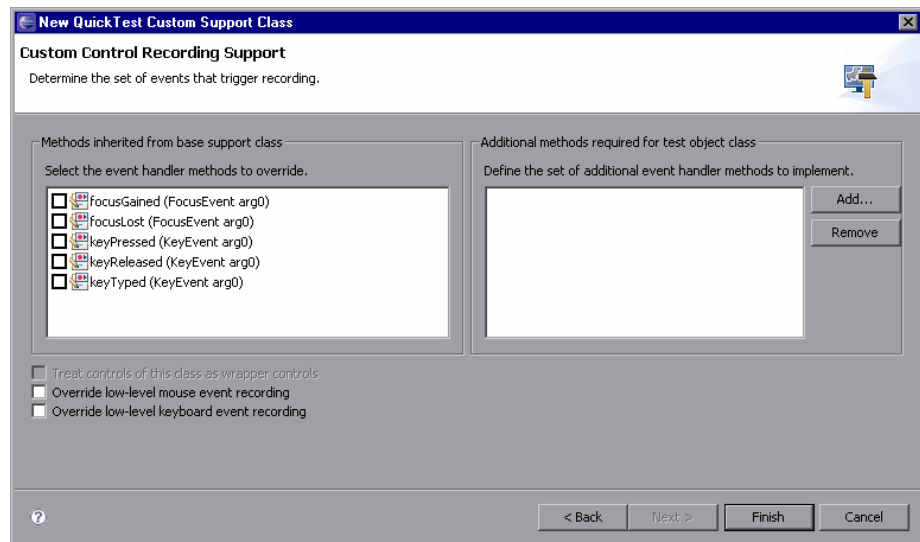 New QuickTest Custom Support Class
Custom Control Recording Support
Determine the set of events that trigger recording.
Methods inherited from base support class
Select the event handler methods to override.
focusGained (FocusEvent arg0)
focusLost (FocusEvent arg0)
keyPressed (KeyEvent arg0)
keyReleased (KeyEvent arg0)
keyTyped (KeyEvent arg0)
Additional methods required for test object class
Define the set of additional event handler methods to implement.
Add...
Remove
Treat controls of this class as wrapper controls
Override low-level mouse event recording
Override low-level keyboard event recording
?
< Back
Next >
Finish
Cancel